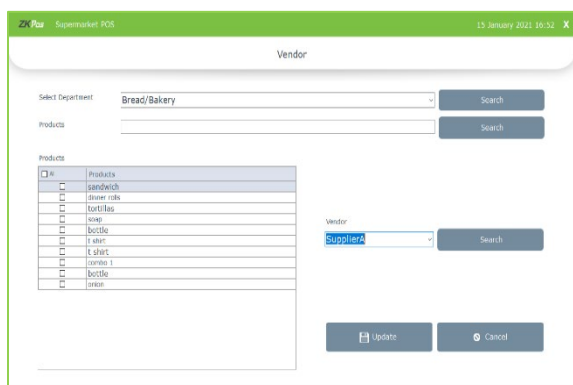 ZKPos Supermarket POS 15 January 2021 16:52 X
Vendor
Select Department Bread/Bakery Search
Products Search
Products
Products
sandwich
dinner rolls
tortillas
soap
bottle
t shirt
t shirt
combo 1
bottle
onion
Vendor
SupplierA Search
Update Cancel